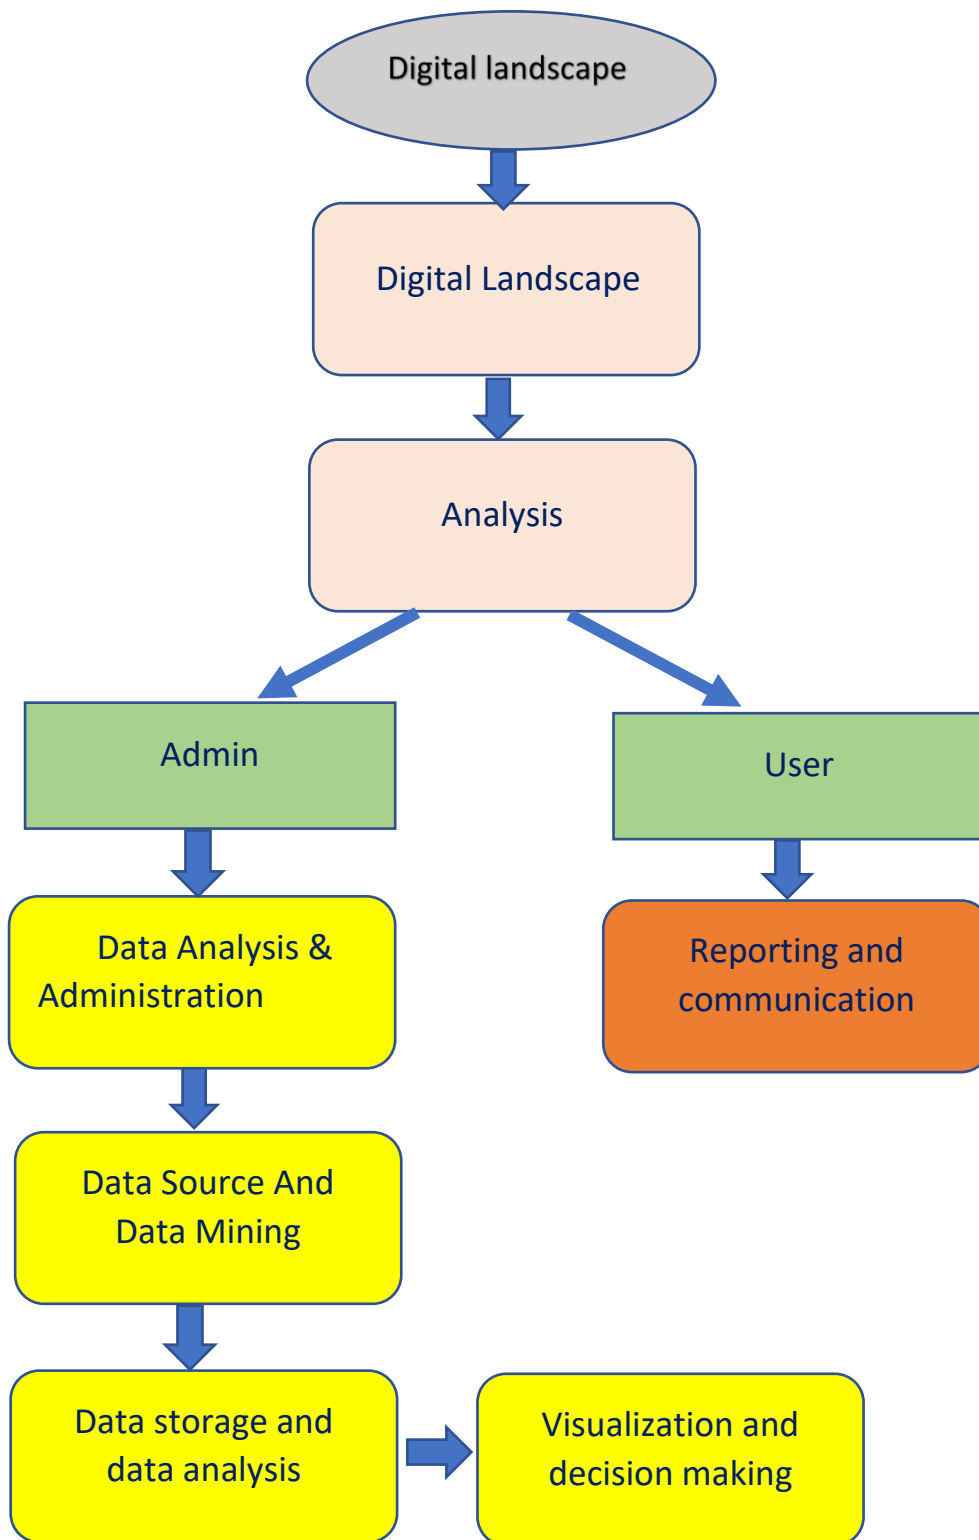 Digital landscape
Digital Landscape
Analysis
Admin
User
Data Analysis &
Administration
Reporting and
communication
Data Source And
Data Mining
Data storage and
data analysis
Visualization and
decision making